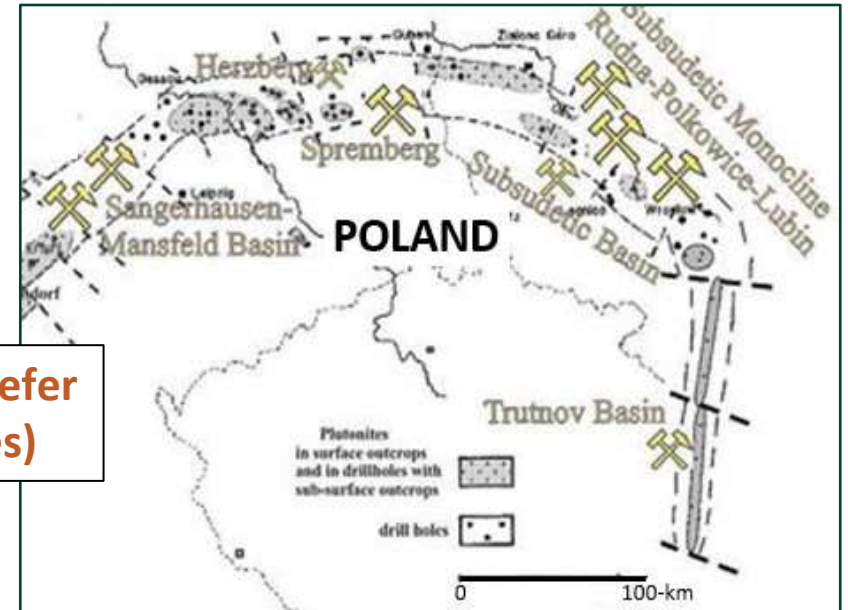 Guben
Zielona Góra
Dessau
Herzberg
Subsudetic Monocline
Rudna-Polkowice-Lubin
Spremberg
Leipzig
Sangerhausen-
Mansfeld Basin
Subsudetic Basin
Wrocław
POLAND
dorf
efer
es)
Trutnov Basin
Plutonites
in surface outcrops
and in drillholes with
sub-surface outcrops
drill holes
0
100-km